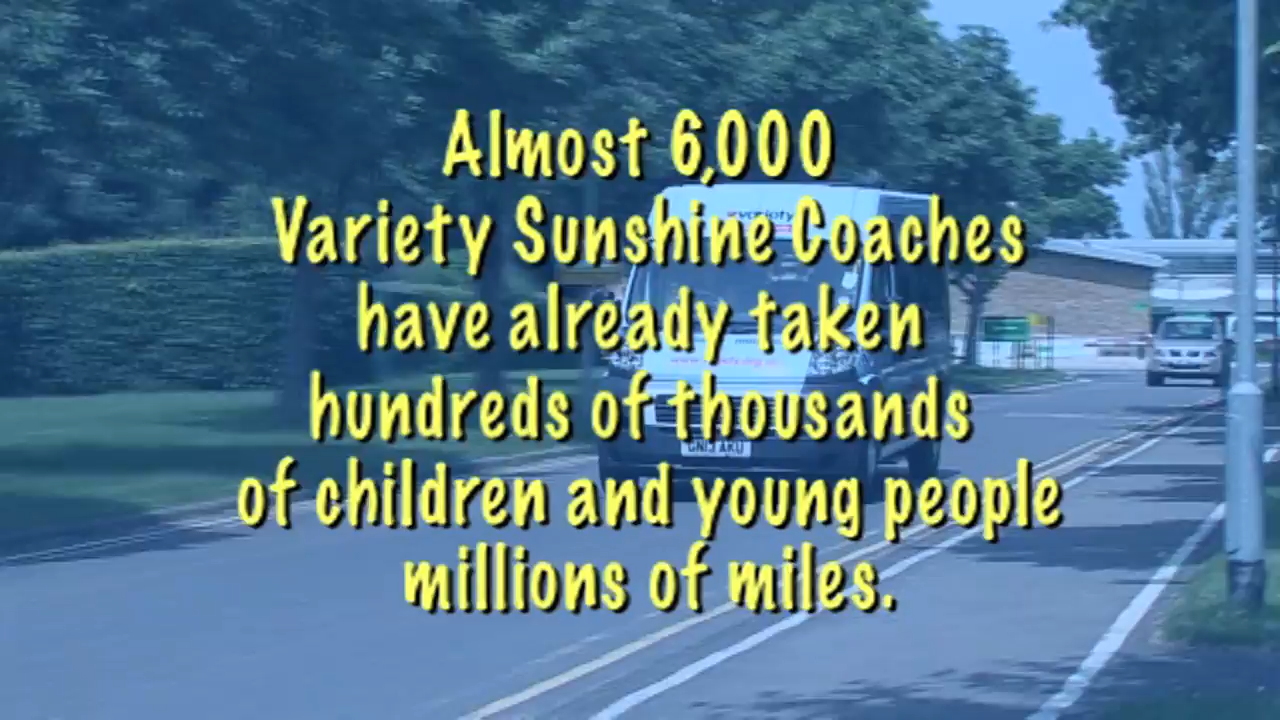 Almost 6,000
Variety Sunshine Coaches
have already taken
hundreds of thousands
of children and young people
millions of miles.
variety